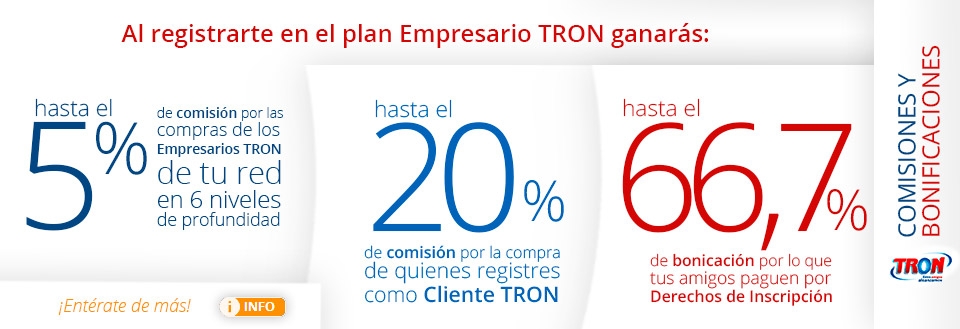 Al registrarte en el plan Empresario TRON ganarás:
hasta el
5%
de comisión por las
compras de los
Empresarios TRON
de tu red
en 6 niveles
de profundidad
hasta el
20%
de comisión por la compra
de quienes registres
como Cliente TRON
hasta el
66,7%
de bonicación por lo que
tus amigos paguen por
Derechos de Inscripción
¡Entérate de más!
i INFO
COMISIONES Y
BONIFICACIONES
TRON